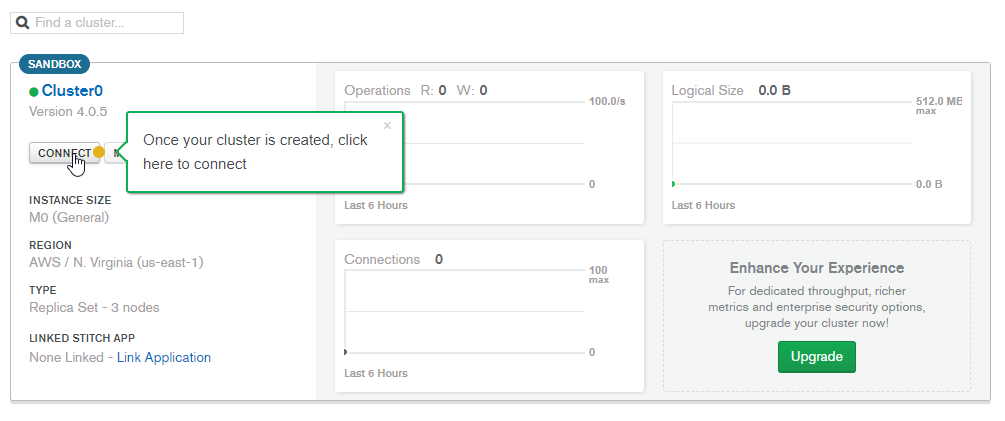 Find a cluster...
SANDBOX
Cluster0
Version 4.0.5
CONNECT
Once your cluster is created, click
here to connect
×
INSTANCE SIZE
M0 (General)
REGION
AWS / N. Virginia (us-east-1)
TYPE
Replica Set - 3 nodes
LINKED STITCH APP
None Linked - Link Application
Operations R: 0 W: 0
100.0/s
0
Last 6 Hours
Logical Size 0.0 B
512.0 MB
max
0.0 B
Last 6 Hours
Connections 0
100
max
0
Last 6 Hours
Enhance Your Experience
For dedicated throughput, richer
metrics and enterprise security options,
upgrade your cluster now!
Upgrade